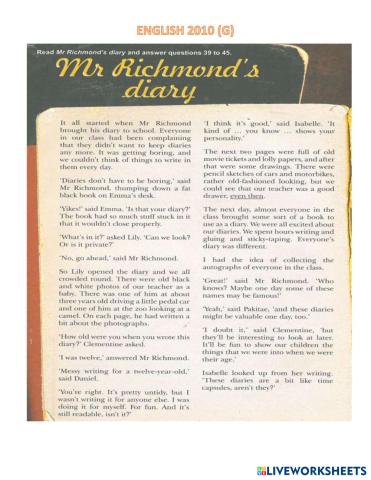 ENGLISH 2010 (G)
Read Mr Richmond's diary and answer questions 39 to 45.
Mr Richmond's
diary
It all started when Mr Richmond
brought his diary to school. Everyone
in our class had been complaining
that they didn't want to keep diaries
any more. It was getting boring, and
we couldn't think of things to write in
them every day.
'Diaries don't have to be boring,' said
Mr Richmond, thumping down a fat
black book on Emma's desk.
'Yikes!' said Emma. 'Is that your diary?'
The book had so much stuff stuck in it
that it wouldn't close properly.
'What's in it?' asked Lily. 'Can we look?
Or is it private?'
'No, go ahead,' said Mr Richmond.
So Lily opened the diary and we all
crowded round. There were old black
and white photos of our teacher as a
baby. There was one of him at about
three years old driving a little pedal car
and one of him at the zoo looking at a
camel. On each page, he had written a
bit about the photographs.
'How old were you when you wrote this
diary?' Clementine asked.
'I was twelve,' answered Mr Richmond.
'Messy writing for a twelve-year-old,'
said Daniel.
'You're right. It's pretty untidy, but I
wasn't writing it for anyone else. I was
doing it for myself. For fun. And it's
still readable, isn't it?'
'I think it's good,' said Isabelle. 'It
kind of … you know … shows your
personality.'
The next two pages were full of old
movie tickets and lolly papers, and after
that were some drawings. There were
pencil sketches of cars and motorbikes,
rather old-fashioned looking, but we
could see that our teacher was a good
drawer, even then.
The next day, almost everyone in the
class brought some sort of a book to
use as a diary. We were all excited about
our diaries. We spent hours writing and
gluing and sticky-taping. Everyone's
diary was different.
I had the idea of collecting the
autographs of everyone in the class.
'Great!' said Mr Richmond. 'Who
knows? Maybe one day some of these
names may be famous!'
'Yeah,' said Pakitae, 'and these diaries
might be valuable one day, too.'
'I doubt it,' said Clementine, 'but
they'll be interesting to look at later.
It'll be fun to show our children the
things that we were into when we were
their age.'
Isabelle looked up from her writing.
'These diaries are a bit like time
capsules, aren't they?'
LIVEWORKSHEETS